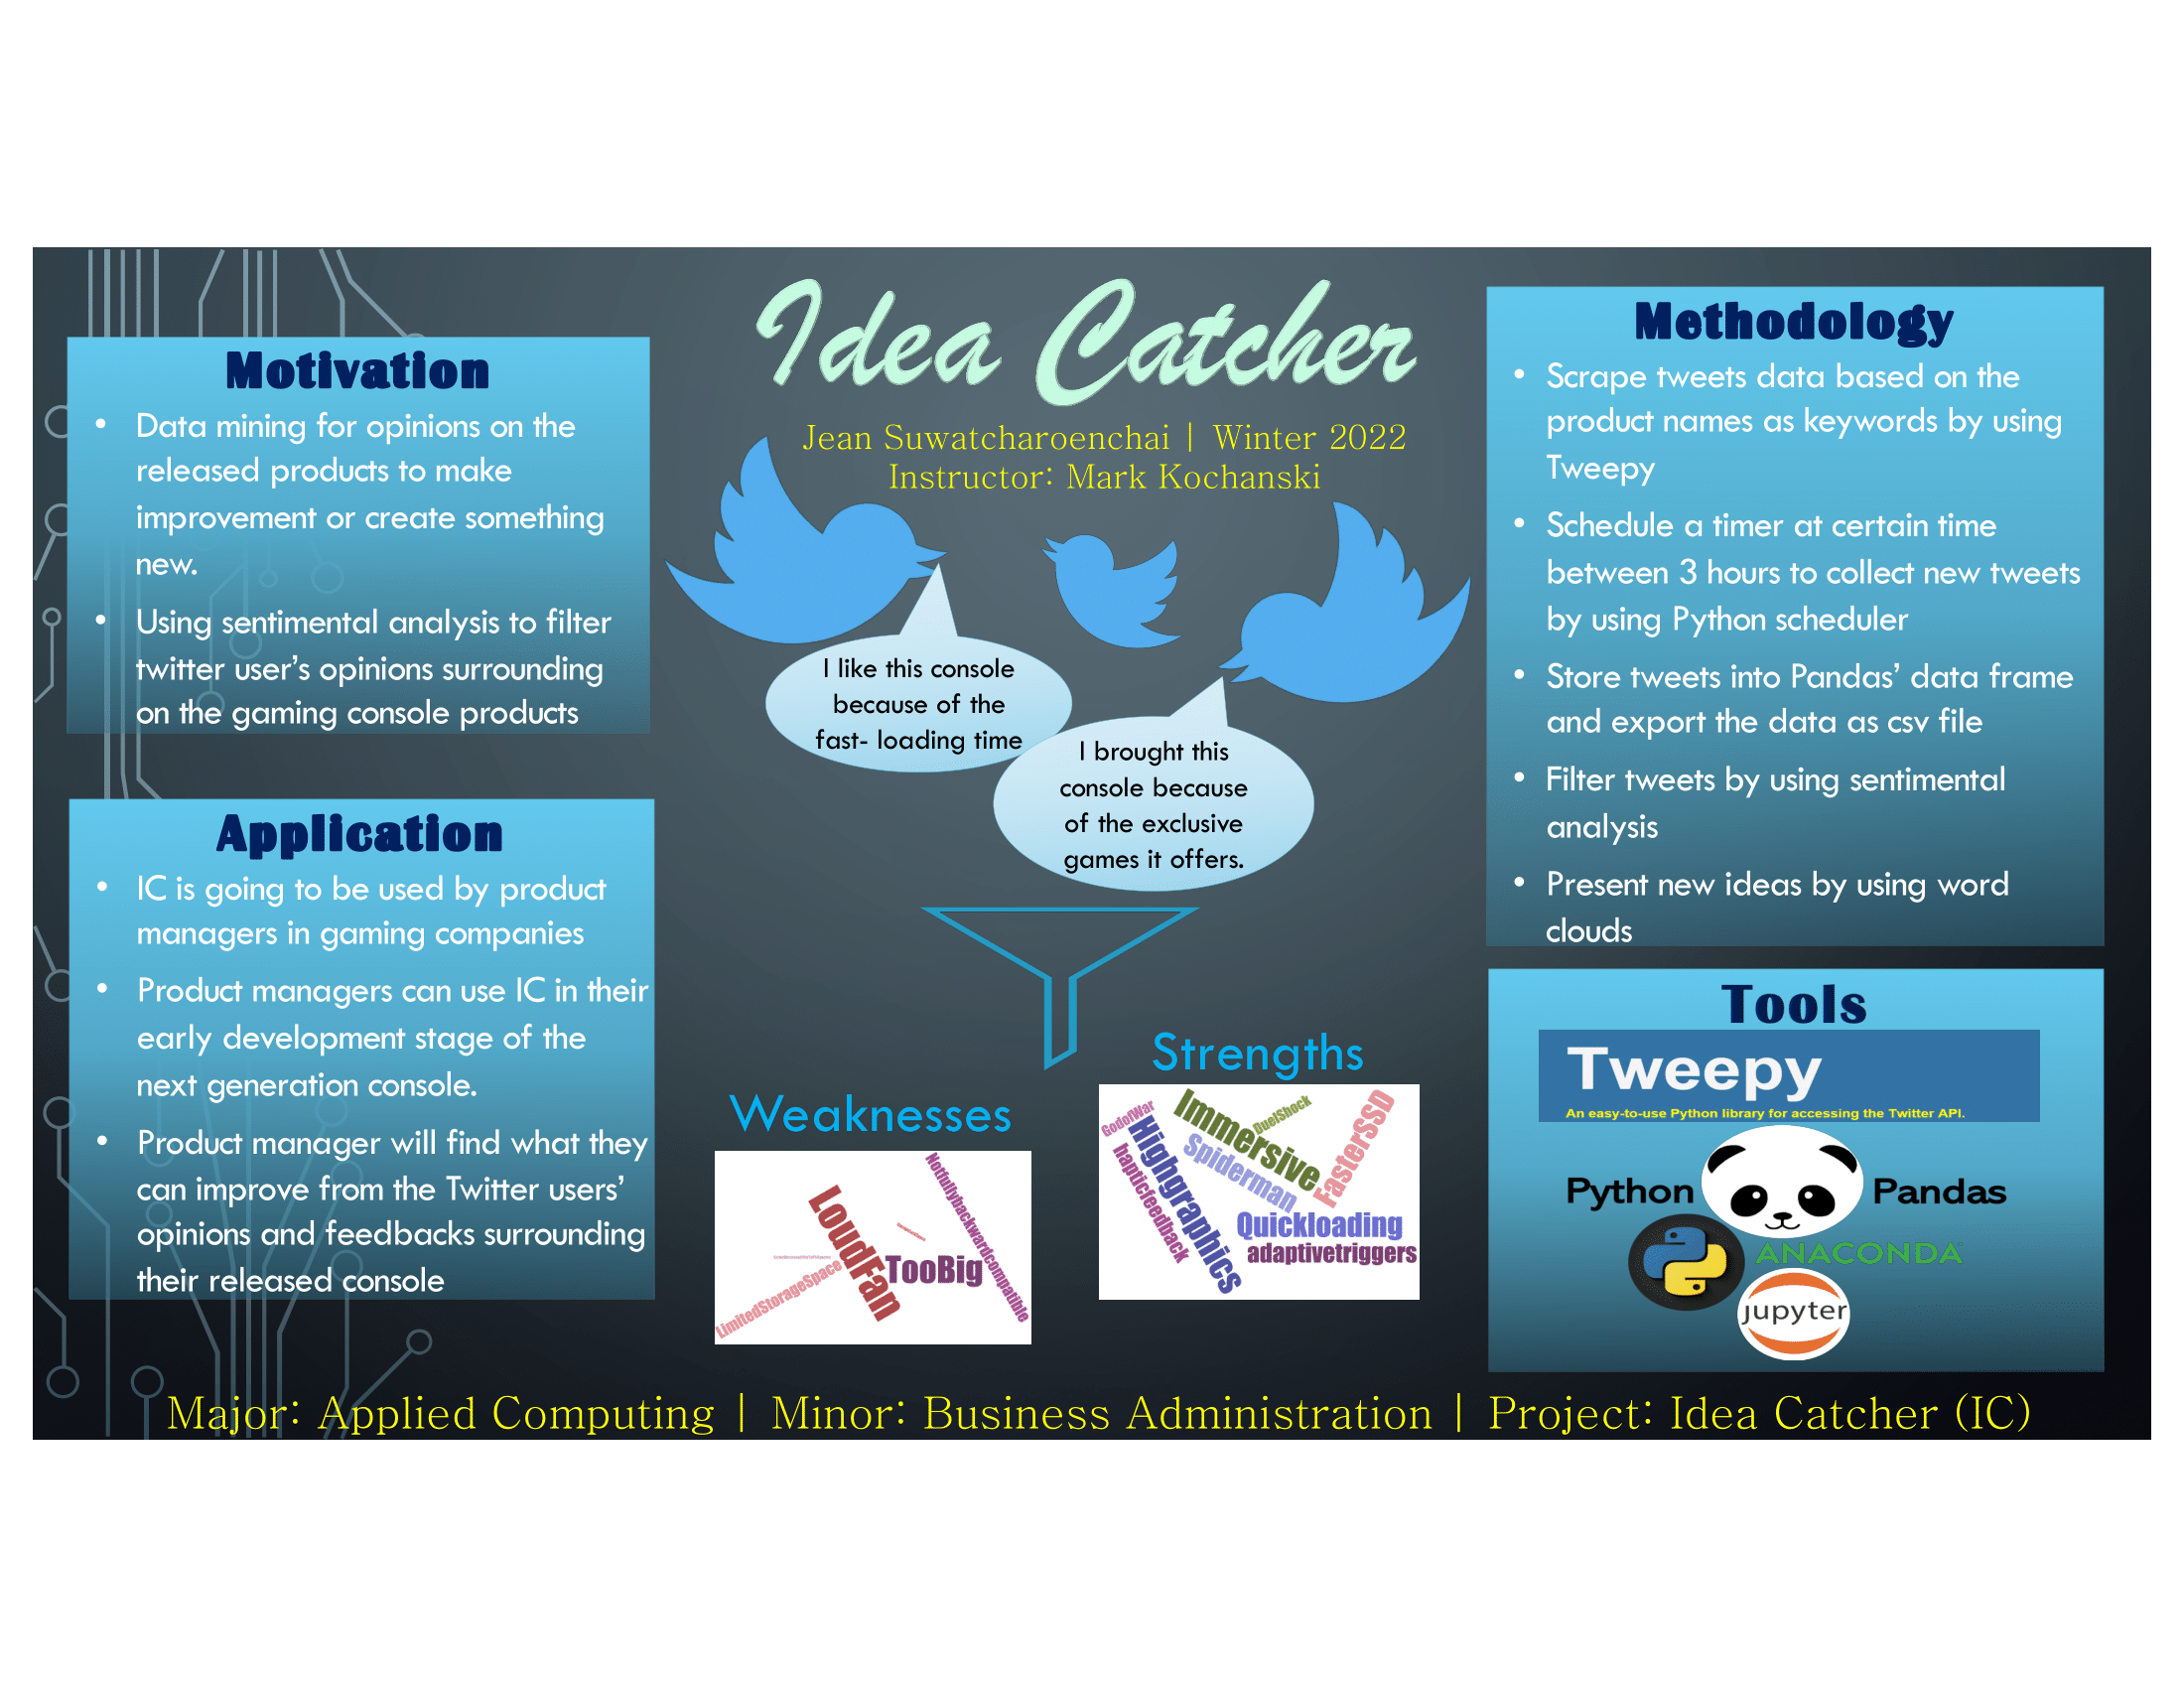 Idea Catcher
Jean Suwatcharoenchai | Winter 2022
Instructor: Mark Kochanski
Motivation
• Data mining for opinions on the
released products to make
improvement or create something
new.
• Using sentimental analysis to filter
twitter user’s opinions surrounding
on the gaming console products
Application
• IC is going to be used by product
managers in gaming companies
• Product managers can use IC in their
early development stage of the
next generation console.
• Product manager will find what they
can improve from the Twitter users’
opinions and feedbacks surrounding
their released console
I like this console
because of the
fast- loading time
I brought this
console because
of the exclusive
games it offers.
Weaknesses
LoudFan
TooBig
LimitedStorageSpace
Notfullybackwardcompatible
Strengths
GodofWar
Highgraphics
hapticfeedback
Immersive
DuelShock
Spiderman
FasterSSD
Quickloading
adaptivetriggers
Methodology
• Scrape tweets data based on the
product names as keywords by using
Tweepy
• Schedule a timer at certain time
between 3 hours to collect new tweets
by using Python scheduler
• Store tweets into Pandas’ data frame
and export the data as csv file
• Filter tweets by using sentimental
analysis
• Present new ideas by using word
clouds
Tools
Tweepy
An easy-to-use Python library for accessing the Twitter API.
Python
Pandas
ANACONDA
jupyter
Major: Applied Computing | Minor: Business Administration | Project: Idea Catcher (IC)